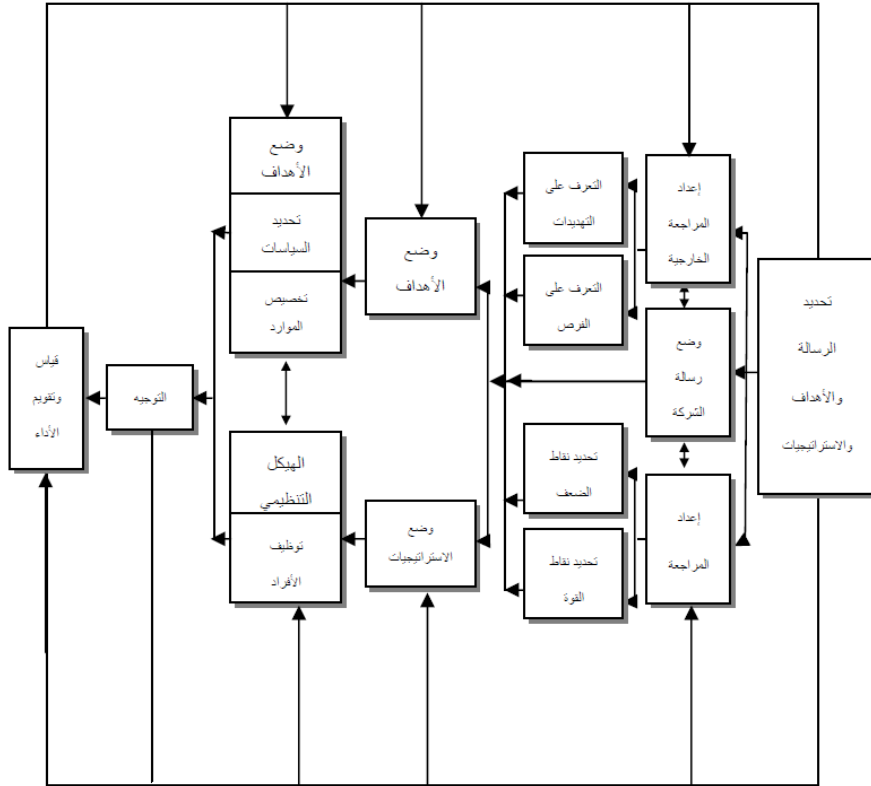 تحديد
الرسالة
والأهداف
والاستراتيجيات
إعداد
المراجعة
الخارجية
وضع
رسالة
الشركة
إعداد
المراجعة
التعرف على
التهديدات
التعرف على
الفرص
تحديد نقاط
الضعف
تحديد نقاط
القوة
وضع
الأهداف
وضع
الاستراتيجيات
وضع
الأهداف
تحديد
السياسات
تخصيص
الموارد
الهيكل
التنظيمي
توظيف
الأفراد
التوجيه
قياس
وتقويم
الأداء